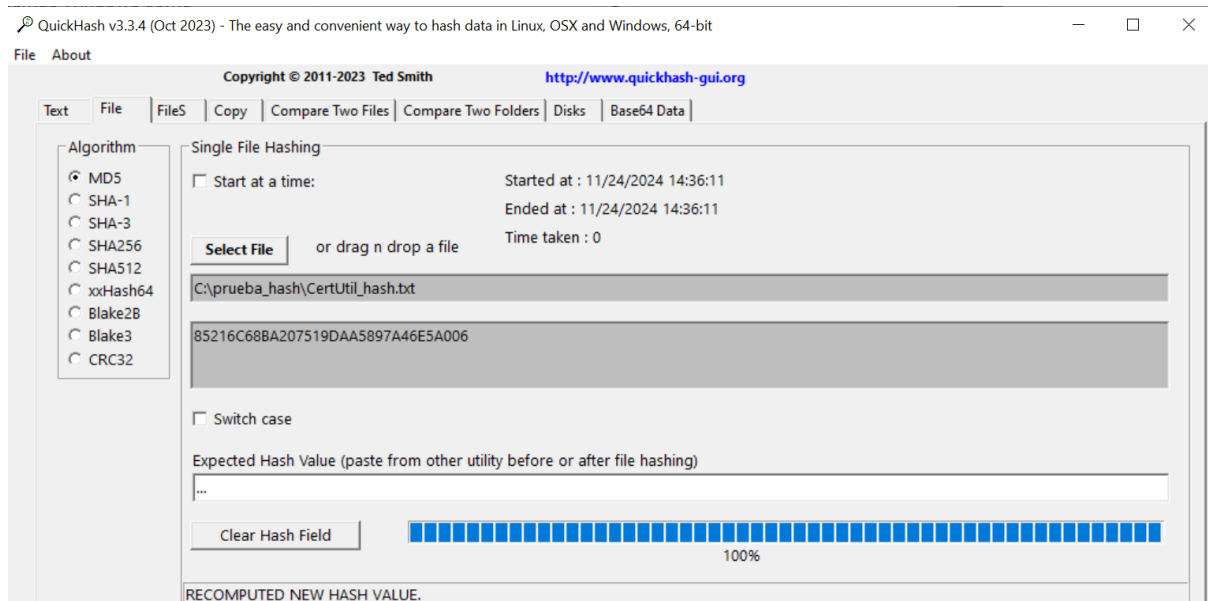 QuickHash v3.3.4 (Oct 2023) - The easy and convenient way to hash data in Linux, OSX and Windows, 64-bit
File About
Copyright © 2011-2023 Ted Smith http://www.quickhash-gui.org
Text File FileS Copy Compare Two Files Compare Two Folders Disks Base64 Data
Algorithm
MD5
SHA-1
SHA-3
SHA256
SHA512
xxHash64
Blake2B
Blake3
CRC32
Single File Hashing
Start at a time: Started at : 11/24/2024 14:36:11
Ended at : 11/24/2024 14:36:11
Time taken : 0
Select File or drag n drop a file
C:\prueba_hash\CertUtil_hash.txt
85216C68BA207519DAA5897A46E5A006
Switch case
Expected Hash Value (paste from other utility before or after file hashing)
...
Clear Hash Field
100%
RECOMPUTED NEW HASH VALUE.